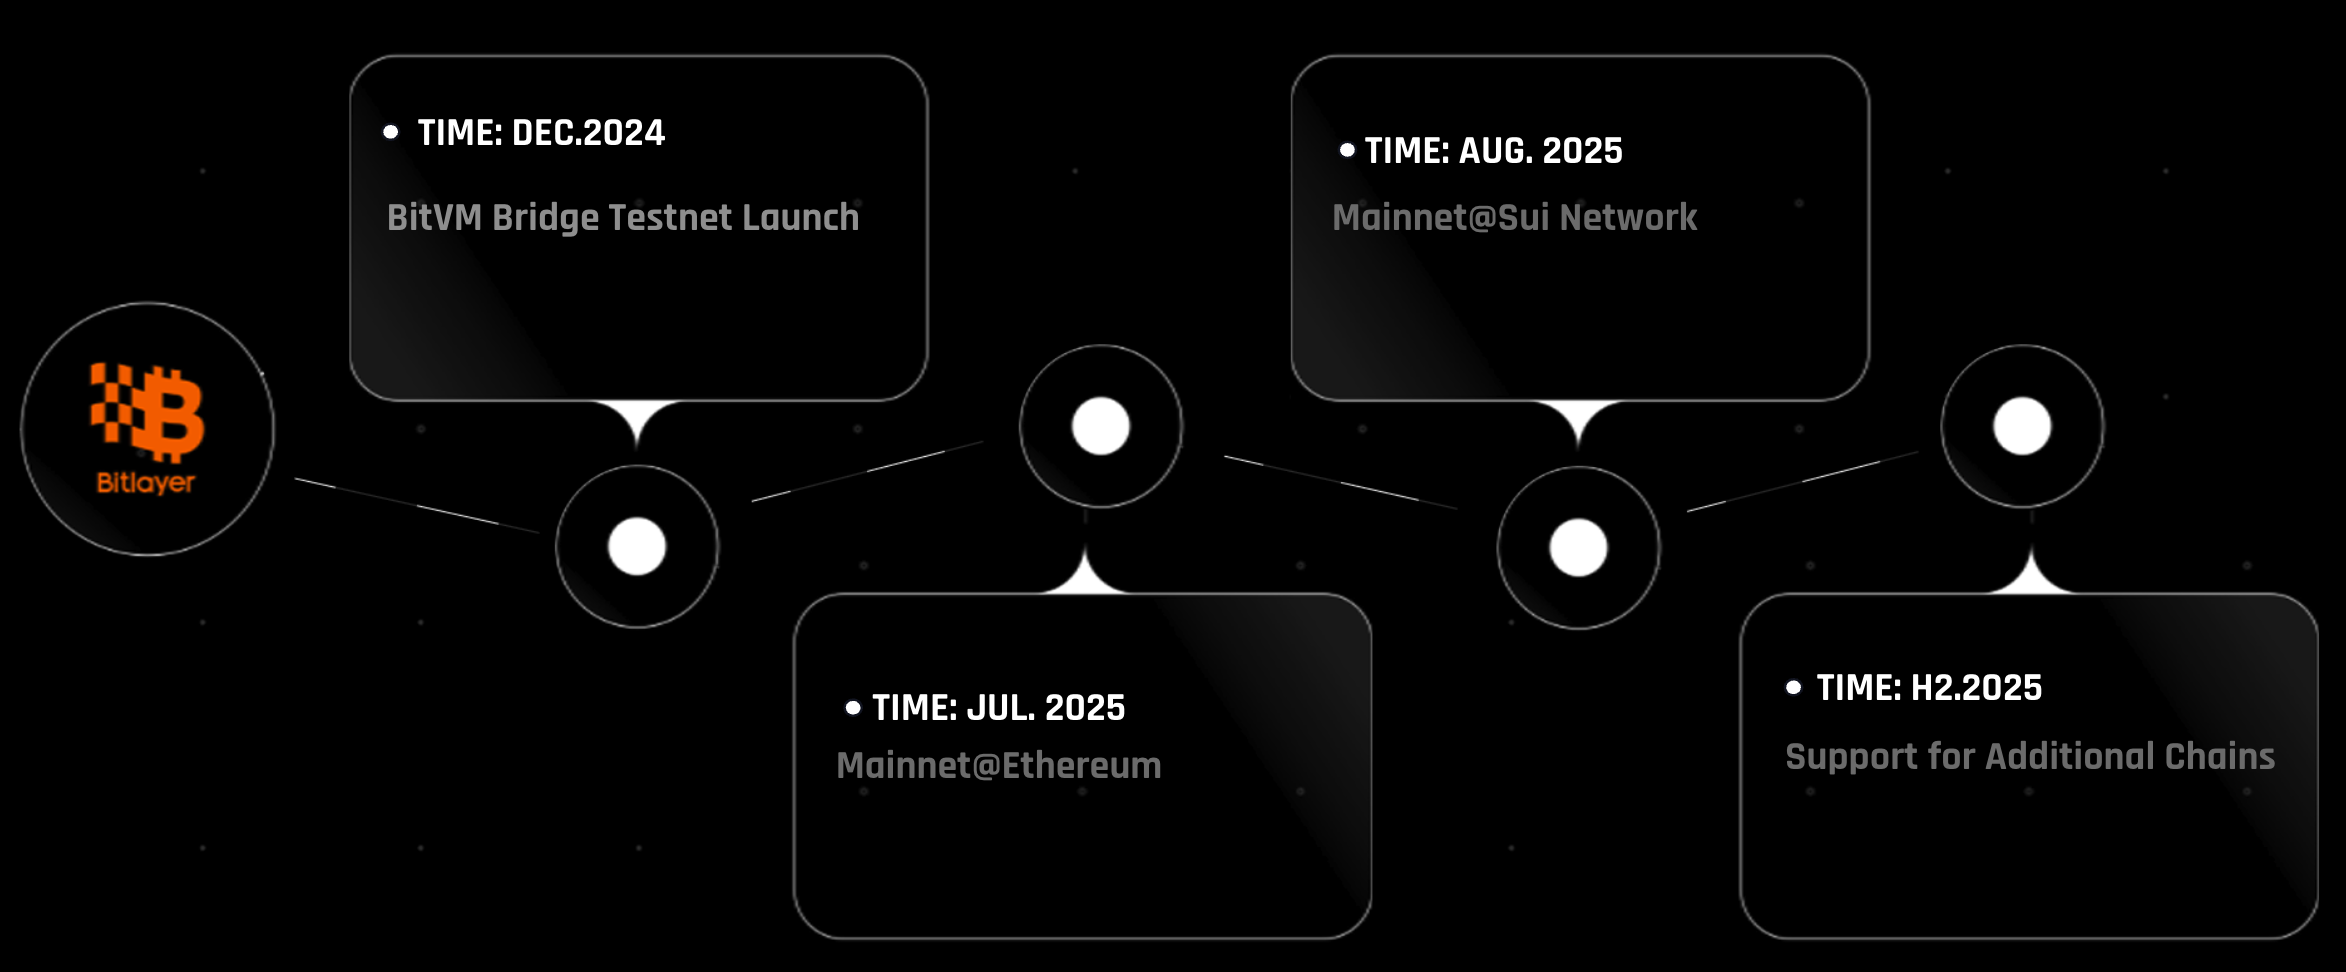 Bitlayer
TIME: DEC.2024
BitVM Bridge Testnet Launch
TIME: JUL. 2025
Mainnet@Ethereum
TIME: AUG. 2025
Mainnet@Sui Network
TIME: H2.2025
Support for Additional Chains